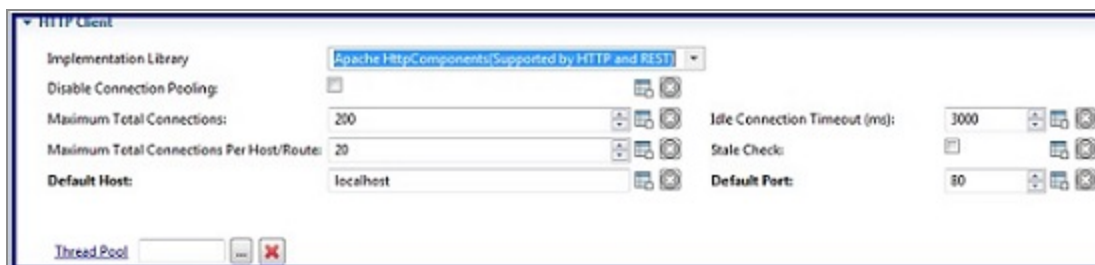 HTTP Client
Implementation Library Apache HttpComponents(Supported by HTTP and REST)
Disable Connection Pooling:
Maximum Total Connections: 200 Idle Connection Timeout (ms): 3000
Maximum Total Connections Per Host/Route: 20 Stale Check:
Default Host: localhost Default Port: 80
Thread Pool ...